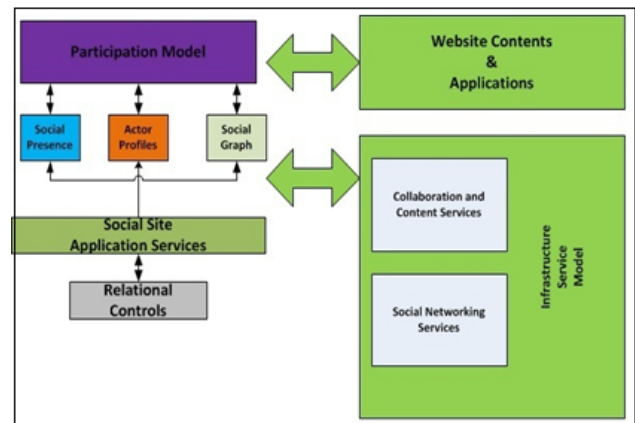 Participation Model
Website Contents
&
Applications
Social
Presence
Actor
Profiles
Social
Graph
Collaboration and
Content Services
Social Site
Application Services
Infrastructure
Service
Model
Relational
Controls
Social Networking
Services